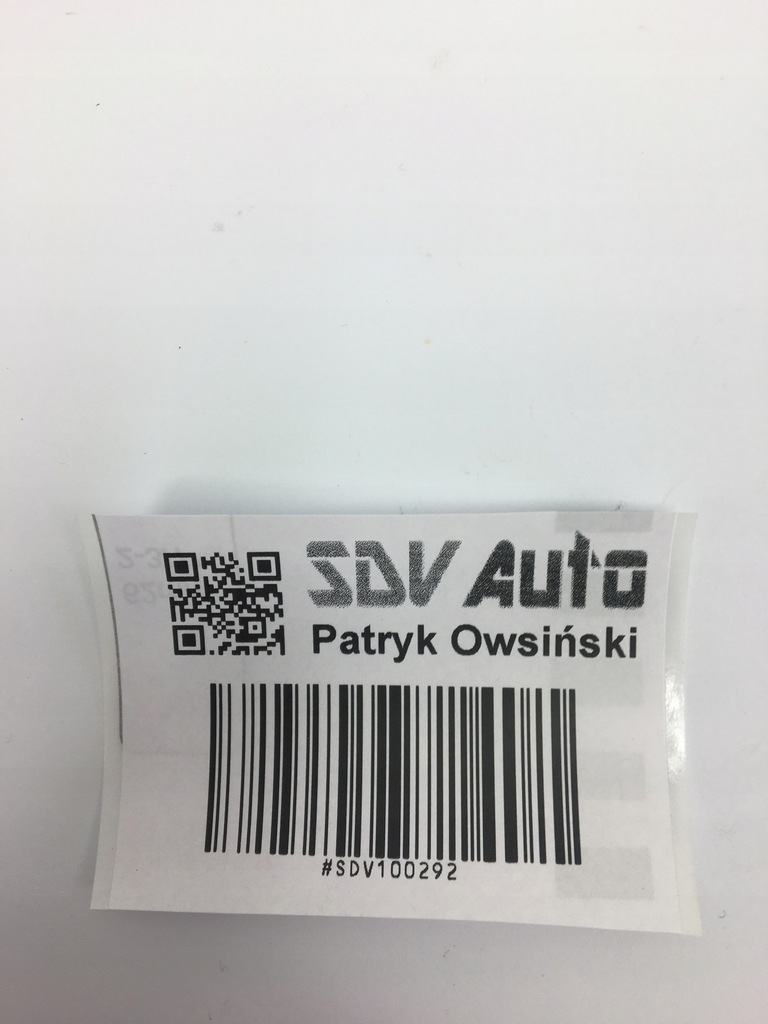 SDV Auto
Patryk Owsiński
#SDV100292